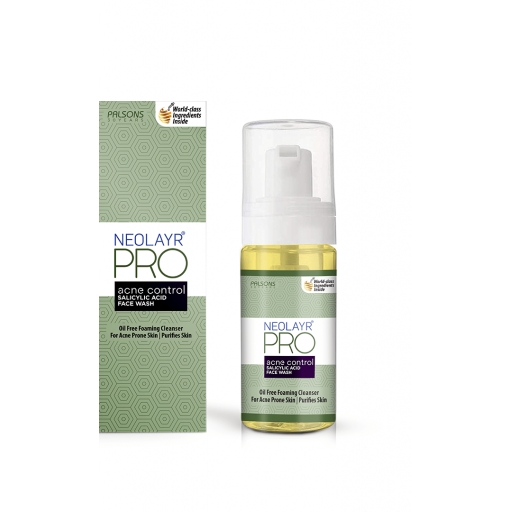 PALSONS
World-class
Ingredients
Inside
NEOLAYR®
PRO
acne control
SALICYLIC ACID
FACE WASH
Oil Free Foaming Cleanser
For Acne Prone Skin | Purifies Skin
PALSONS
World-class
Ingredients
Inside
NEOLAYR®
PRO
acne control
SALICYLIC ACID
FACE WASH
Oil Free Foaming Cleanser
For Acne Prone Skin | Purifies Skin